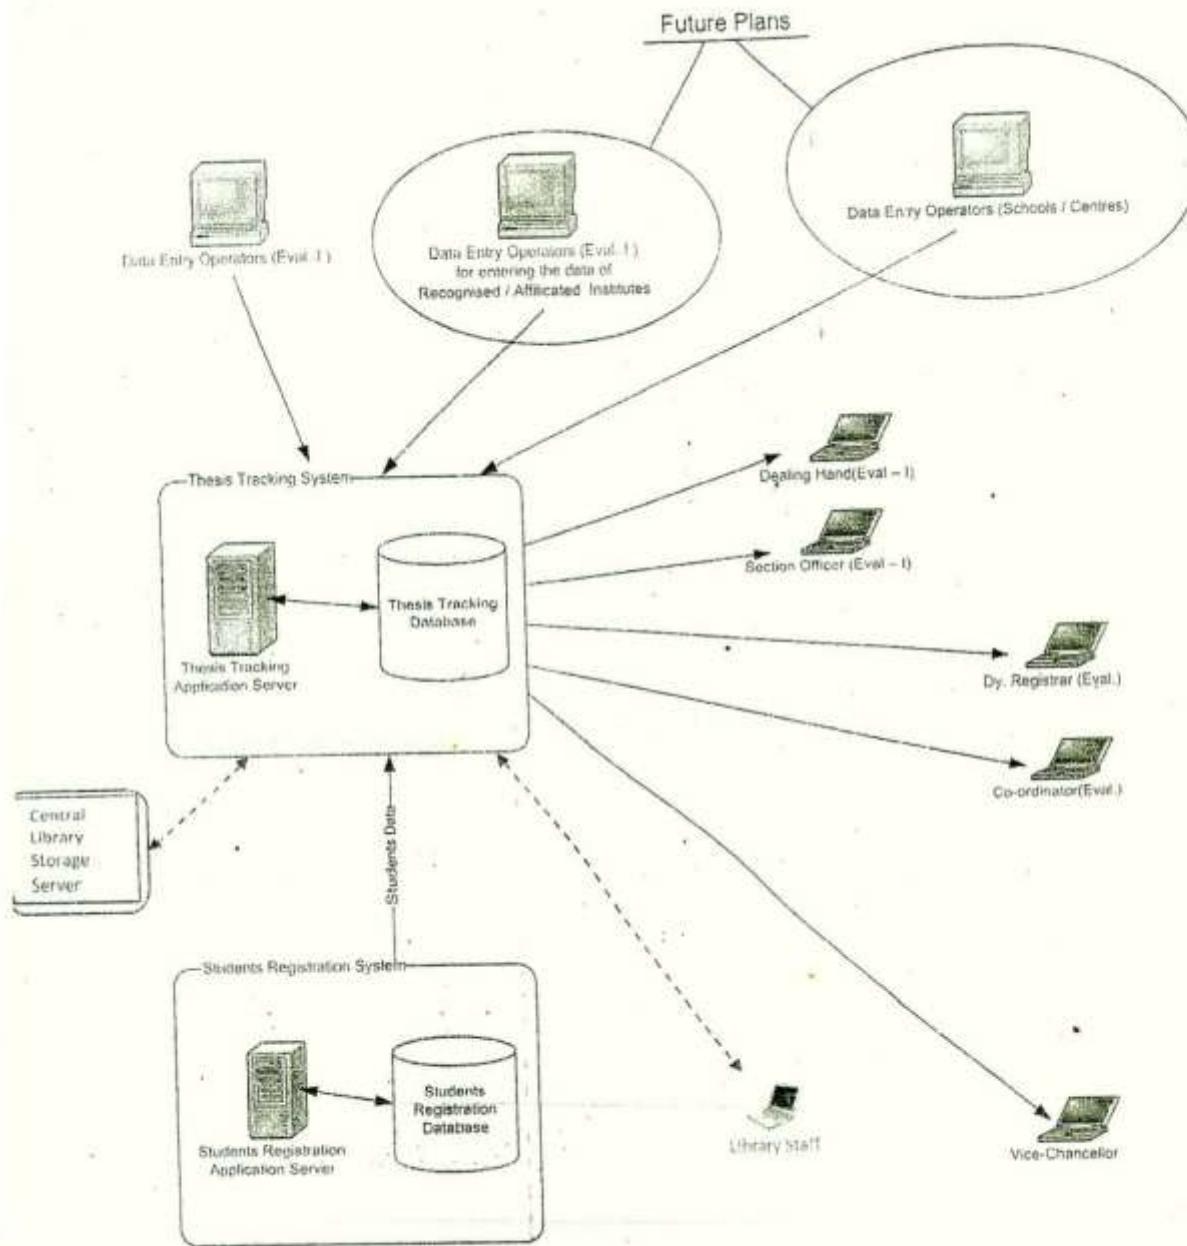 Future Plans
Data Entry Operators (Eval. I )
Data Entry Operators (Eval. I )
for entering the data of
Recognised / Affilicated Institutes
Data Entry Operators (Schools / Centres)
Thesis Tracking System
Thesis Tracking
Database
Thesis Tracking
Application Server
Dealing Hand(Eval – I)
Section Officer (Eval – I)
Dy. Registrar (Eval.)
Co-ordinator(Eval.)
Central
Library
Storage
Server
Students Data
Students Registration System
Students
Registration
Database
Students Registration
Application Server
Library Staff
Vice-Chancellor